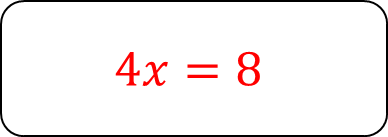 4𝑥 = 8